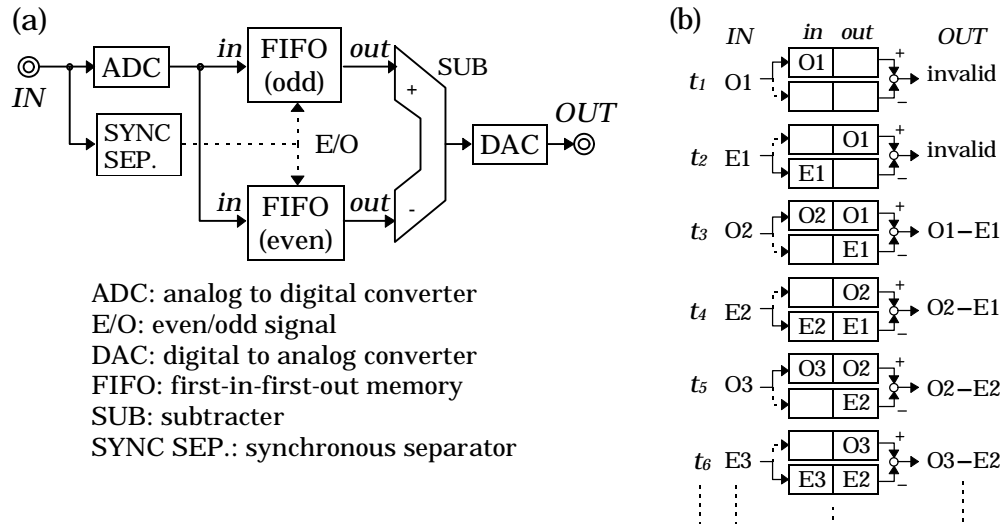 (a)
in FIFO out
(odd)
ADC
SUB
IN
+
OUT
SYNC
SEP.
E/O
DAC
in FIFO out
(even)
-
ADC: analog to digital converter
E/O: even/odd signal
DAC: digital to analog converter
FIFO: first-in-first-out memory
SUB: subtracter
SYNC SEP.: synchronous separator
(b)
IN in out OUT
t1 O1 O1 + − invalid
t2 E1 O1 E1 + − invalid
t3 O2 O2 O1 E1 + − O1−E1
t4 E2 O2 E2 E1 + − O2−E1
t5 O3 O3 O2 E2 + − O2−E2
t6 E3 O3 E3 E2 + − O3−E2